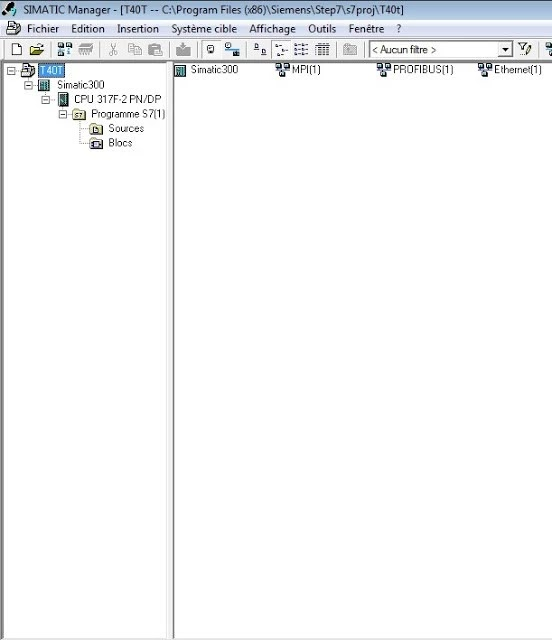 SIMATIC Manager - [T40T -- C:\Program Files (x86)\Siemens\Step7\s7proj\T40t]
Fichier Edition Insertion Système cible Affichage Outils Fenêtre ?
< Aucun filtre >
T40T
Simatic300
CPU 317F-2 PN/DP
S7 Programme S7(1)
Sources
Blocs
Simatic300 MPI(1) PROFIBUS(1) Ethernet(1)